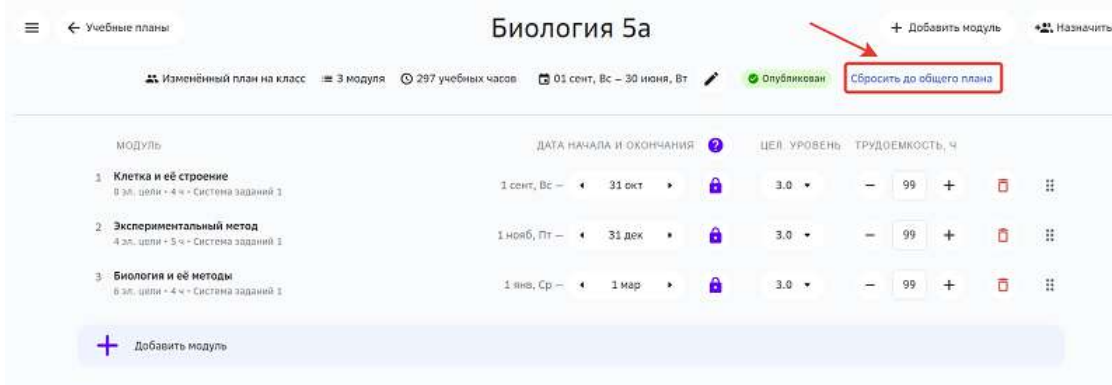 ← Учебные планы
Биология 5а
+ Добавить модуль
Назначить
Изменённый план на класс
3 модуля
297 учебных часов
01 сент, Вс – 30 июня, Вт
Опубликован
Сбросить до общего плана
МОДУЛЬ
ДАТА НАЧАЛА И ОКОНЧАНИЯ ?
ЦЕЛ. УРОВЕНЬ
ТРУДОЕМКОСТЬ, Ч
1 Клетка и её строение
1 сент, Вс – 31 окт
3.0
– 99 +
8 эл. цели • 4 ч • Система заданий 1
2 Экспериментальный метод
1 нояб, Пт – 31 дек
3.0
– 99 +
4 эл. цели • 5 ч • Система заданий 1
3 Биология и её методы
1 янв, Ср – 1 мар
3.0
– 99 +
6 эл. цели • 4 ч • Система заданий 1
+ Добавить модуль